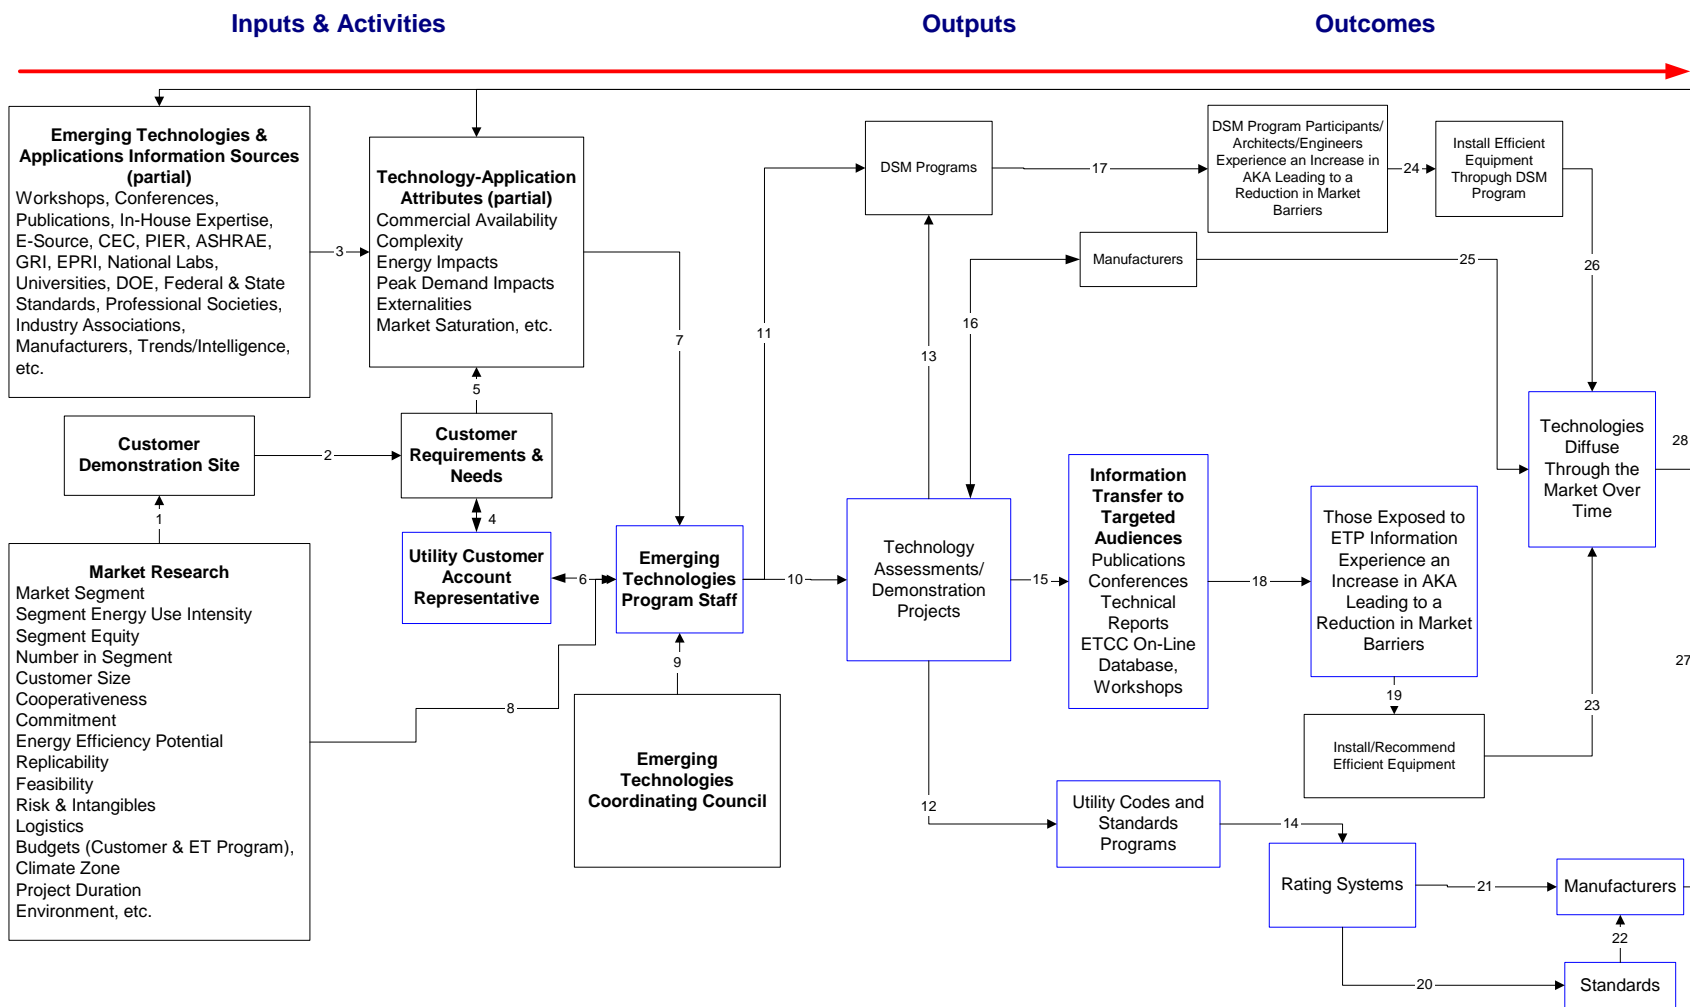 Inputs & Activities
Outputs
Outcomes
Emerging Technologies &
Applications Information Sources
(partial)
Workshops, Conferences,
Publications, In-House Expertise,
E-Source, CEC, PIER, ASHRAE,
GRI, EPRI, National Labs,
Universities, DOE, Federal & State
Standards, Professional Societies,
Industry Associations,
Manufacturers, Trends/Intelligence,
etc.
3
Technology-Application
Attributes (partial)
Commercial Availability
Complexity
Energy Impacts
Peak Demand Impacts
Externalities
Market Saturation, etc.
5
7
Customer
Demonstration Site
2
Customer
Requirements &
Needs
1
4
Market Research
Market Segment
Segment Energy Use Intensity
Segment Equity
Number in Segment
Customer Size
Cooperativeness
Commitment
Energy Efficiency Potential
Replicability
Feasibility
Risk & Intangibles
Logistics
Budgets (Customer & ET Program),
Climate Zone
Project Duration
Environment, etc.
Utility Customer
Account
Representative
6
8
Emerging
Technologies
Program Staff
9
Emerging
Technologies
Coordinating Council
10
11
DSM Programs
17
13
16
Manufacturers
25
Technology
Assessments/
Demonstration
Projects
15
12
Information
Transfer to
Targeted
Audiences
Publications
Conferences
Technical
Reports
ETCC On-Line
Database,
Workshops
18
Utility Codes and
Standards
Programs
14
DSM Program Participants/
Architects/Engineers
Experience an Increase in
AKA Leading to a
Reduction in Market
Barriers
24
Install Efficient
Equipment
Thropugh DSM
Program
26
Technologies
Diffuse
Through the
Market Over
Time
28
27
Those Exposed to
ETP Information
Experience an
Increase in AKA
Leading to a
Reduction in Market
Barriers
19
23
Install/Recommend
Efficient Equipment
Rating Systems
21
Manufacturers
22
20
Standards